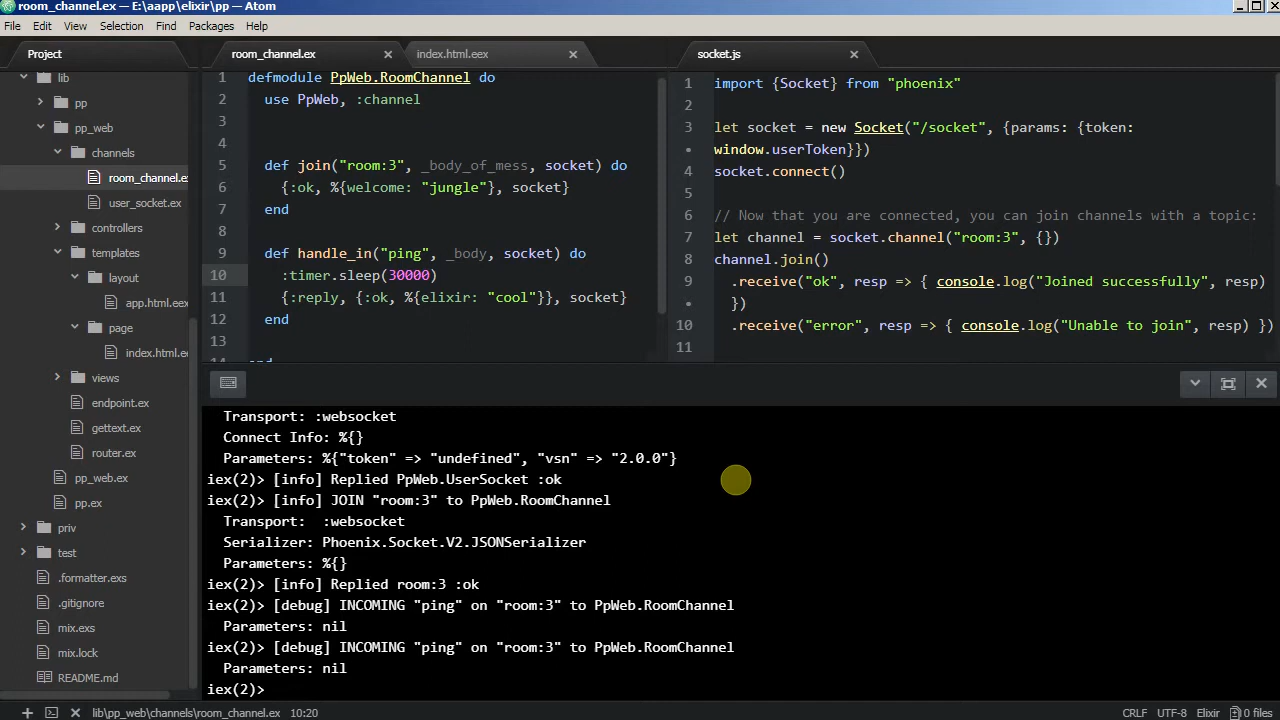 room_channel.ex — E:\aapp\elixir\pp — Atom
File Edit View Selection Find Packages Help
Project
lib
pp
pp_web
channels
room_channel.ex
user_socket.ex
controllers
templates
layout
app.html.eex
page
index.html.ee
views
endpoint.ex
gettext.ex
router.ex
pp_web.ex
pp.ex
priv
test
.formatter.exs
.gitignore
mix.exs
mix.lock
README.md
room_channel.ex
index.html.eex
1 defmodule PpWeb.RoomChannel do
2 use PpWeb, :channel
3
4
5 def join("room:3", _body_of_mess, socket) do
6 {:ok, %{welcome: "jungle"}, socket}
7 end
8
9 def handle_in("ping", _body, socket) do
10 :timer.sleep(30000)
11 {:reply, {:ok, %{elixir: "cool"}}, socket}
12 end
13
14 end
socket.js
1 import {Socket} from "phoenix"
2
3 let socket = new Socket("/socket", {params: {token:
• window.userToken}})
4 socket.connect()
5
6 // Now that you are connected, you can join channels with a topic:
7 let channel = socket.channel("room:3", {})
8 channel.join()
9 .receive("ok", resp => { console.log("Joined successfully", resp)
• })
10 .receive("error", resp => { console.log("Unable to join", resp) })
11
Transport: :websocket
Connect Info: %{}
Parameters: %{"token" => "undefined", "vsn" => "2.0.0"}
iex(2)> [info] Replied PpWeb.UserSocket :ok
iex(2)> [info] JOIN "room:3" to PpWeb.RoomChannel
Transport: :websocket
Serializer: Phoenix.Socket.V2.JSONSerializer
Parameters: %{}
iex(2)> [info] Replied room:3 :ok
iex(2)> [debug] INCOMING "ping" on "room:3" to PpWeb.RoomChannel
Parameters: nil
iex(2)> [debug] INCOMING "ping" on "room:3" to PpWeb.RoomChannel
Parameters: nil
iex(2)>
lib\pp_web\channels\room_channel.ex 10:20 CRLF UTF-8 Elixir 0 files